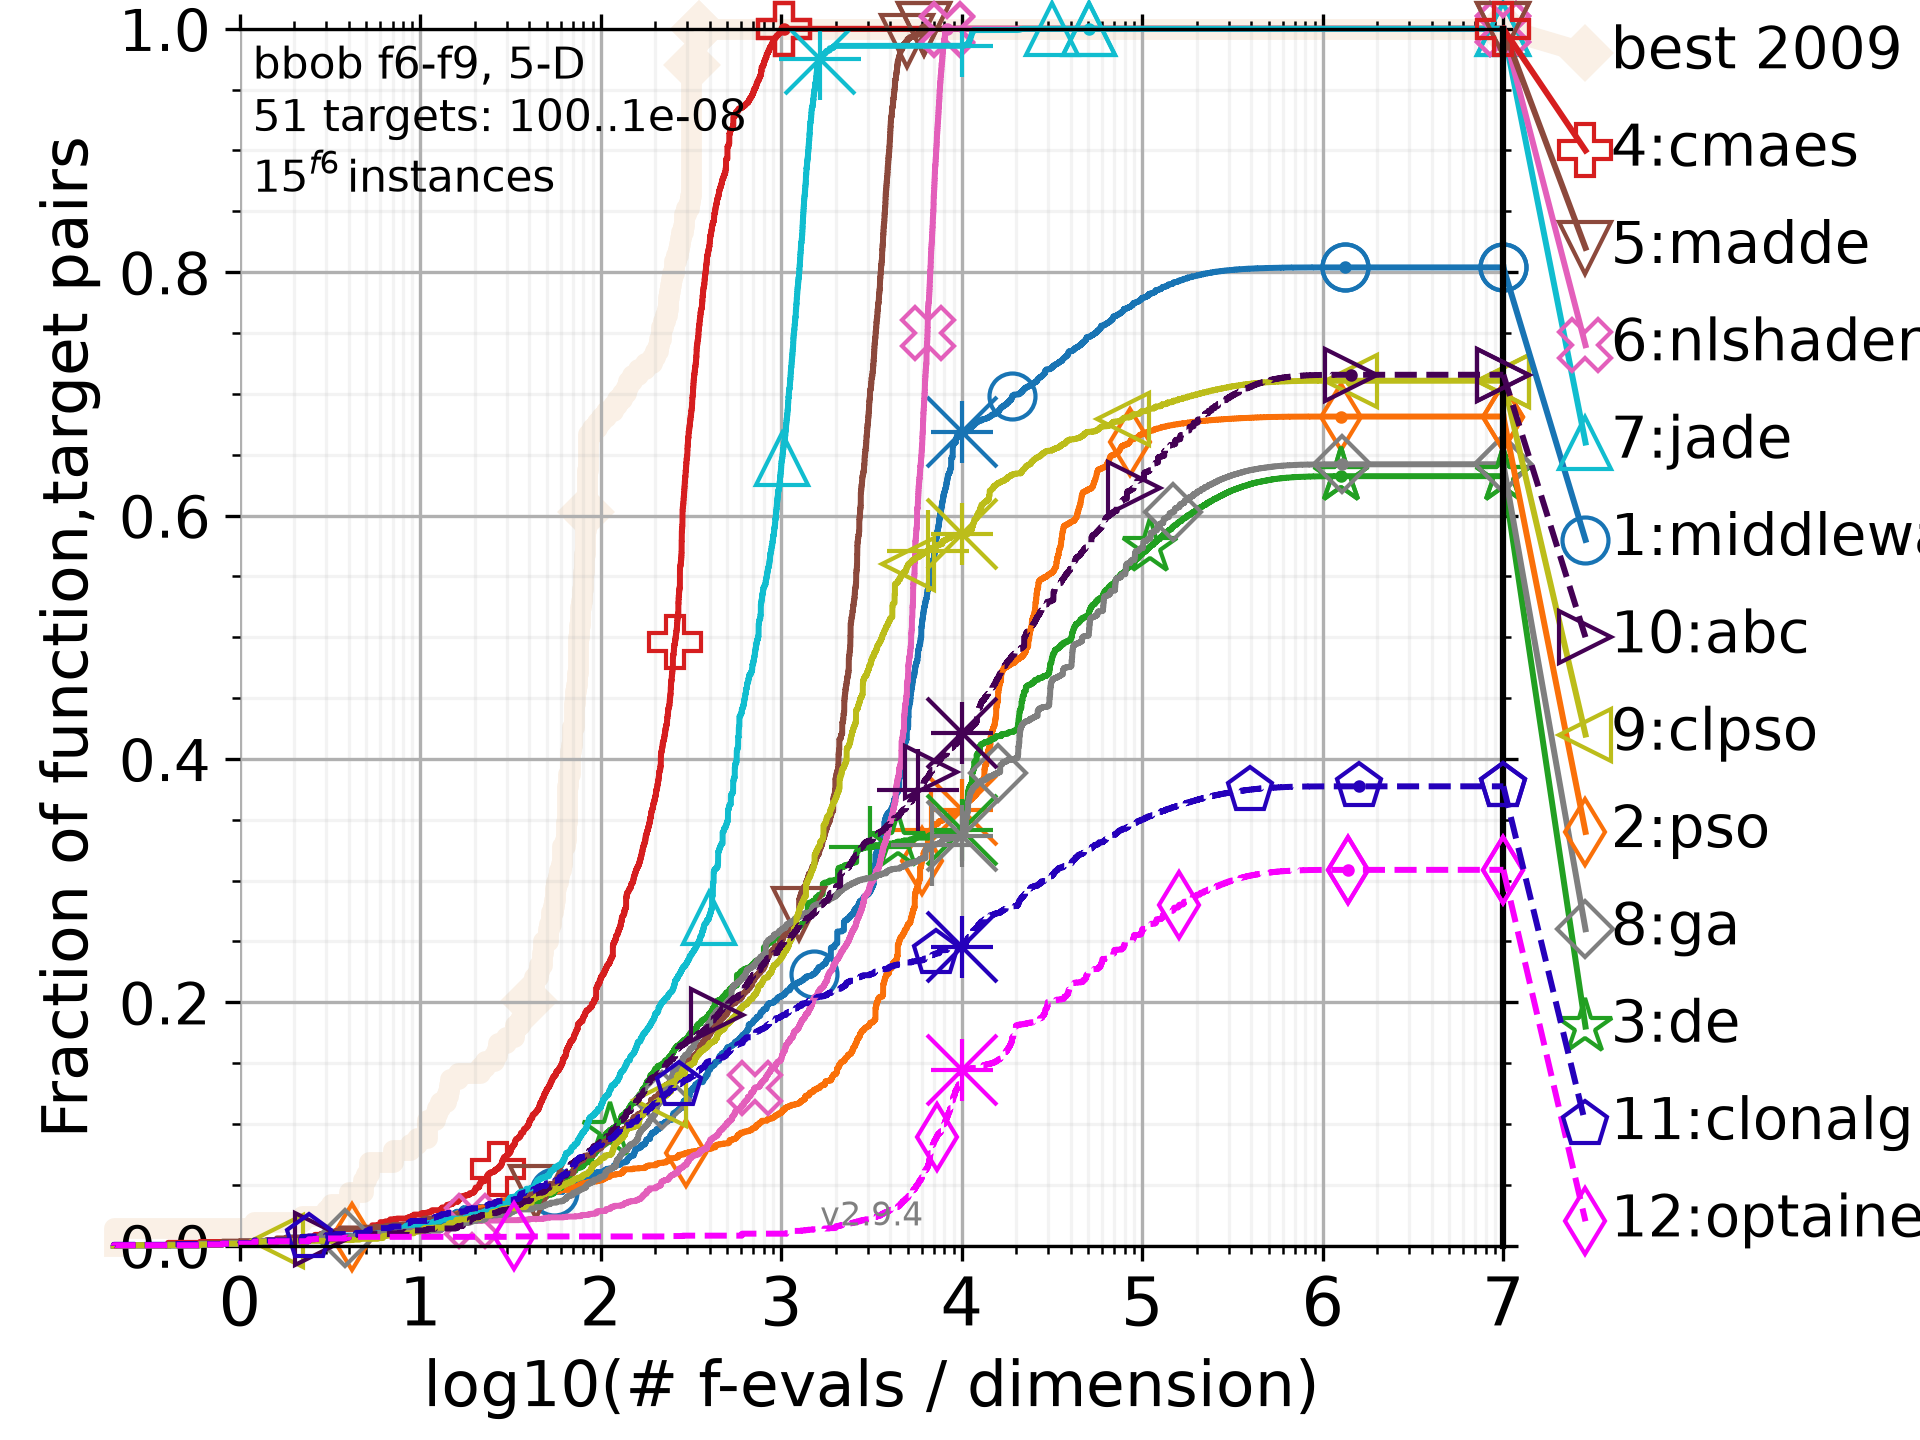 1.0
0.8
0.6
0.4
0.2
0.0
Fraction of function,target pairs
bbob f6-f9, 5-D
51 targets: 100..1e-08
15f6 instances
v2.9.4
0 1 2 3 4 5 6 7
log10(# f-evals / dimension)
best 2009
4:cmaes
5:madde
6:nlshader
7:jade
1:middlewa
10:abc
9:clpso
2:pso
8:ga
3:de
11:clonalg
12:optaine